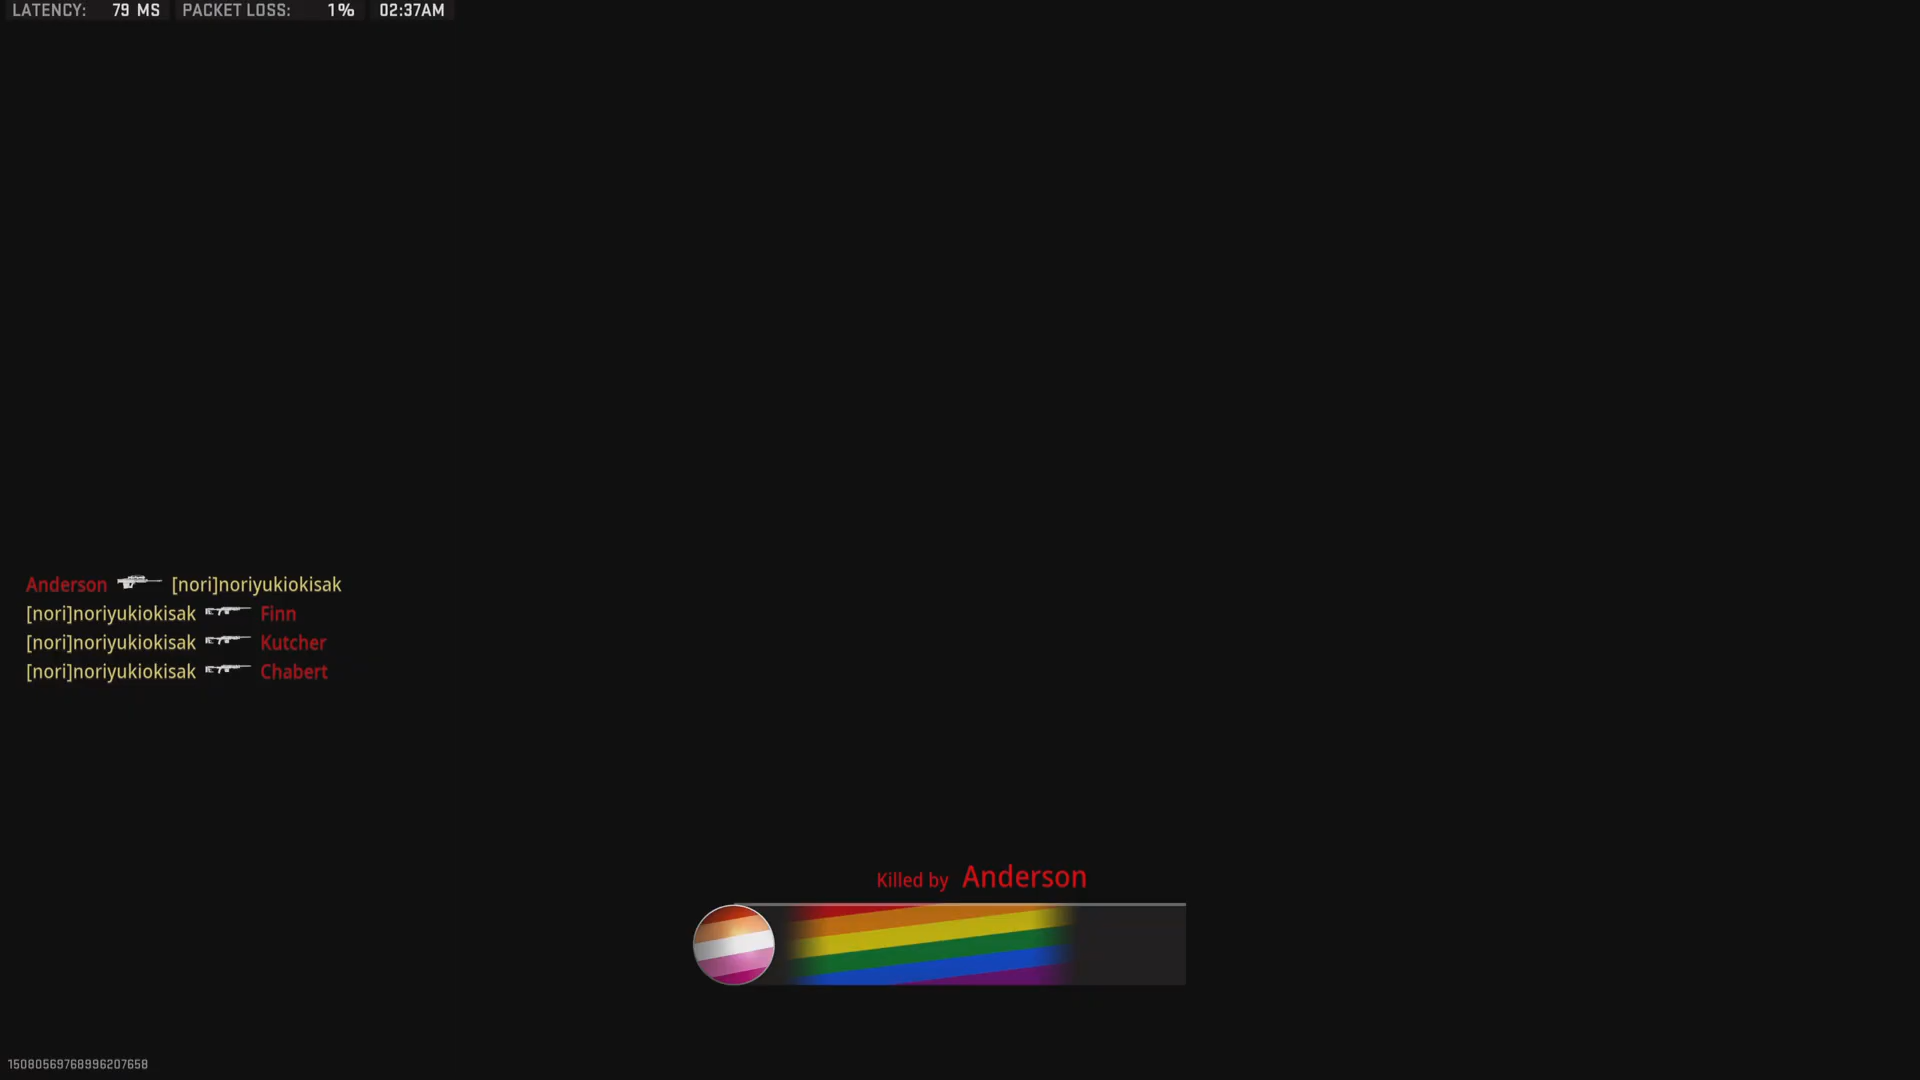 LATENCY: 79 MS PACKET LOSS: 1% 02:37AM
Anderson [nori]noriyukiokisak
[nori]noriyukiokisak Finn
[nori]noriyukiokisak Kutcher
[nori]noriyukiokisak Chabert
Killed by Anderson
15080569768996207658